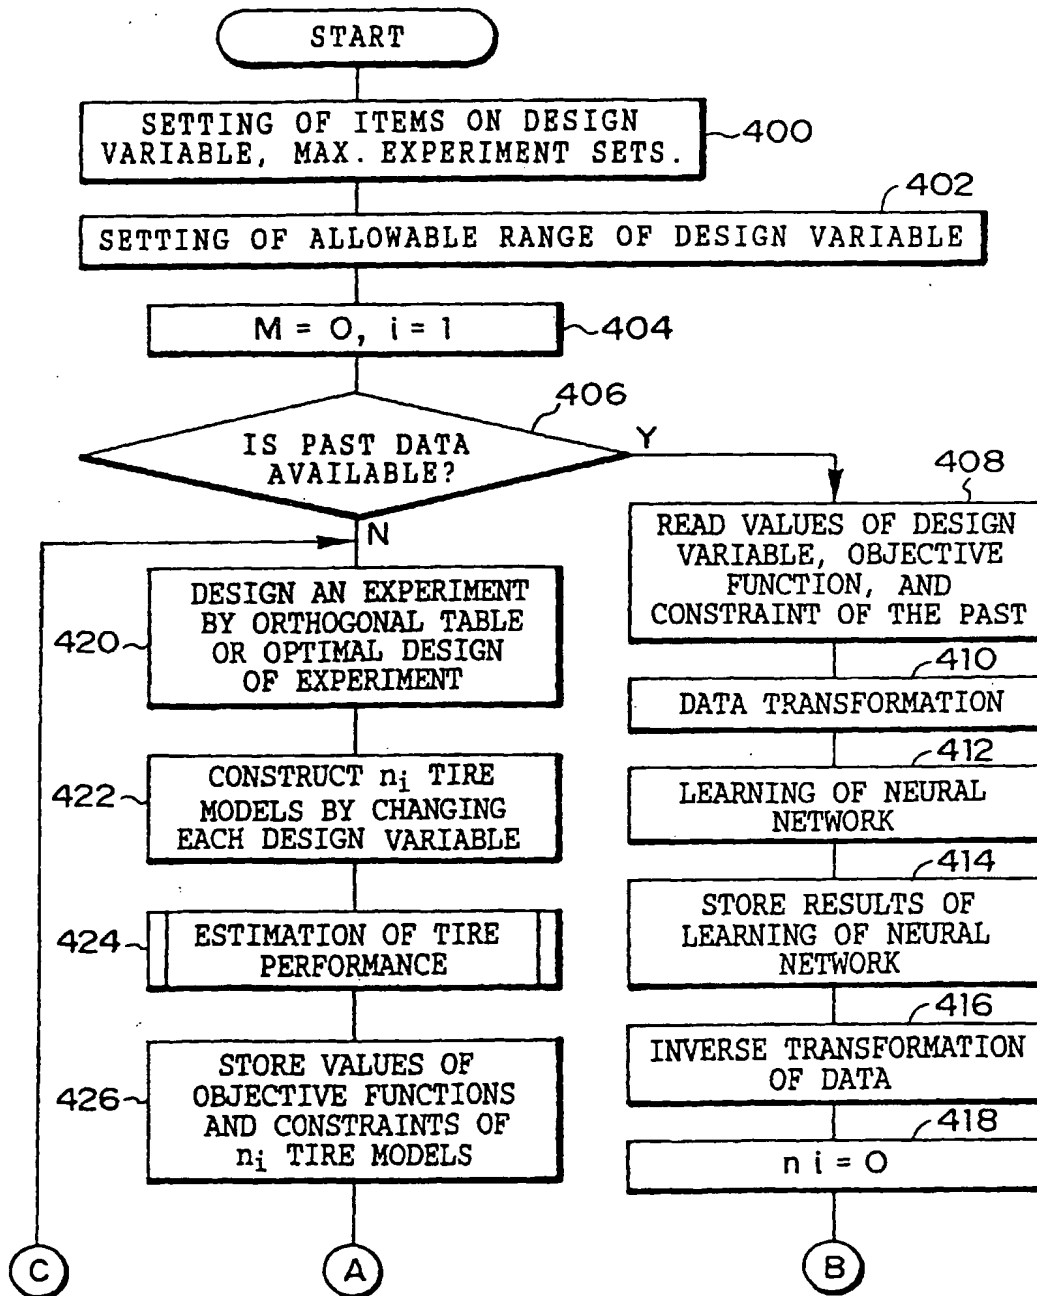 START
SETTING OF ITEMS ON DESIGN
VARIABLE, MAX. EXPERIMENT SETS.
400
402
SETTING OF ALLOWABLE RANGE OF DESIGN VARIABLE
M = 0, i = 1
404
406
IS PAST DATA
AVAILABLE?
Y
N
408
READ VALUES OF DESIGN
VARIABLE, OBJECTIVE
FUNCTION, AND
CONSTRAINT OF THE PAST
410
DATA TRANSFORMATION
412
LEARNING OF NEURAL
NETWORK
414
STORE RESULTS OF
LEARNING OF NEURAL
NETWORK
416
INVERSE TRANSFORMATION
OF DATA
418
n i = 0
B
420
DESIGN AN EXPERIMENT
BY ORTHOGONAL TABLE
OR OPTIMAL DESIGN
OF EXPERIMENT
422
CONSTRUCT ni TIRE
MODELS BY CHANGING
EACH DESIGN VARIABLE
424
ESTIMATION OF TIRE
PERFORMANCE
426
STORE VALUES OF
OBJECTIVE FUNCTIONS
AND CONSTRAINTS OF
ni TIRE MODELS
C
A